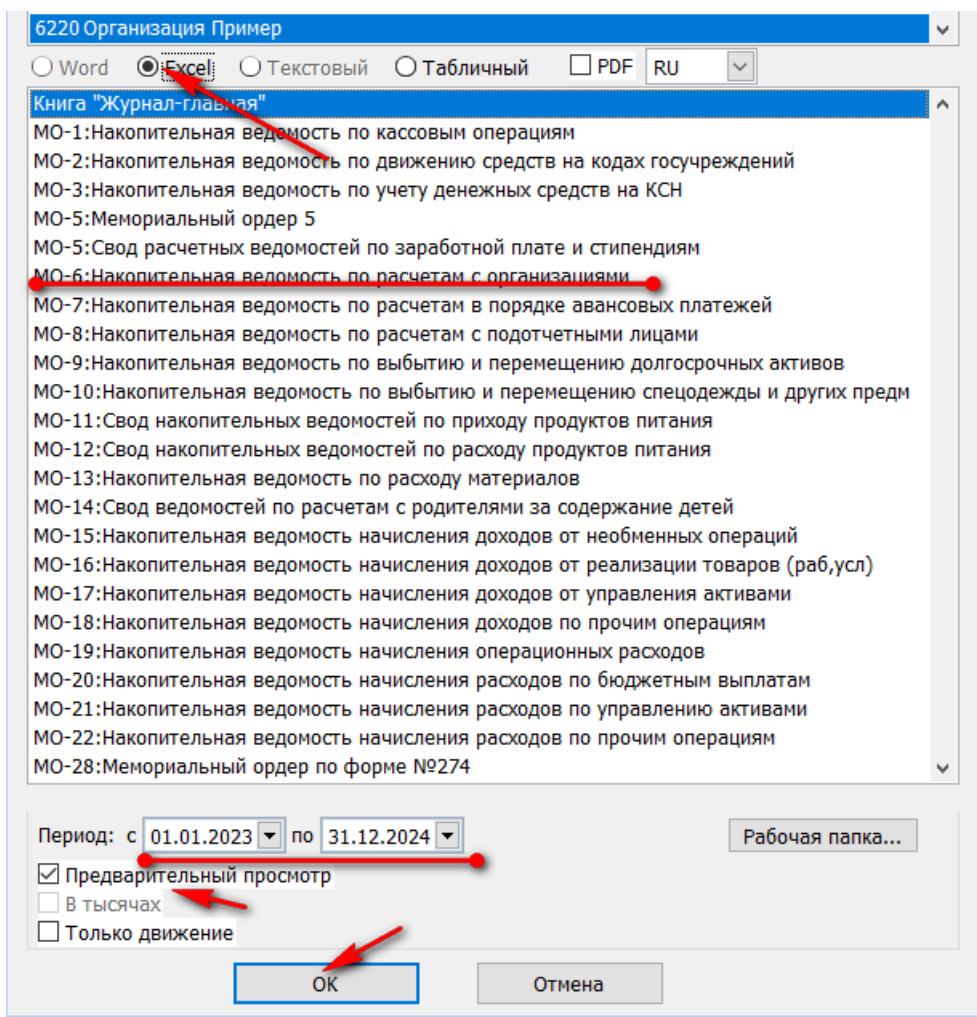 6220 Организация Пример
Word Excel Текстовый Табличный PDF RU
Книга "Журнал-главная"
МО-1:Накопительная ведомость по кассовым операциям
МО-2:Накопительная ведомость по движению средств на кодах госучреждений
МО-3:Накопительная ведомость по учету денежных средств на КСН
МО-5:Мемориальный ордер 5
МО-5:Свод расчетных ведомостей по заработной плате и стипендиям
МО-6:Накопительная ведомость по расчетам с организациями
МО-7:Накопительная ведомость по расчетам в порядке авансовых платежей
МО-8:Накопительная ведомость по расчетам с подотчетными лицами
МО-9:Накопительная ведомость по выбытию и перемещению долгосрочных активов
МО-10:Накопительная ведомость по выбытию и перемещению спецодежды и других предм
МО-11:Свод накопительных ведомостей по приходу продуктов питания
МО-12:Свод накопительных ведомостей по расходу продуктов питания
МО-13:Накопительная ведомость по расходу материалов
МО-14:Свод ведомостей по расчетам с родителями за содержание детей
МО-15:Накопительная ведомость начисления доходов от необменных операций
МО-16:Накопительная ведомость начисления доходов от реализации товаров (раб,усл)
МО-17:Накопительная ведомость начисления доходов от управления активами
МО-18:Накопительная ведомость начисления доходов по прочим операциям
МО-19:Накопительная ведомость начисления операционных расходов
МО-20:Накопительная ведомость начисления расходов по бюджетным выплатам
МО-21:Накопительная ведомость начисления расходов по управлению активами
МО-22:Накопительная ведомость начисления расходов по прочим операциям
МО-28:Мемориальный ордер по форме №274
Период: с 01.01.2023 по 31.12.2024 Рабочая папка...
Предварительный просмотр
В тысячах
Только движение
ОК Отмена